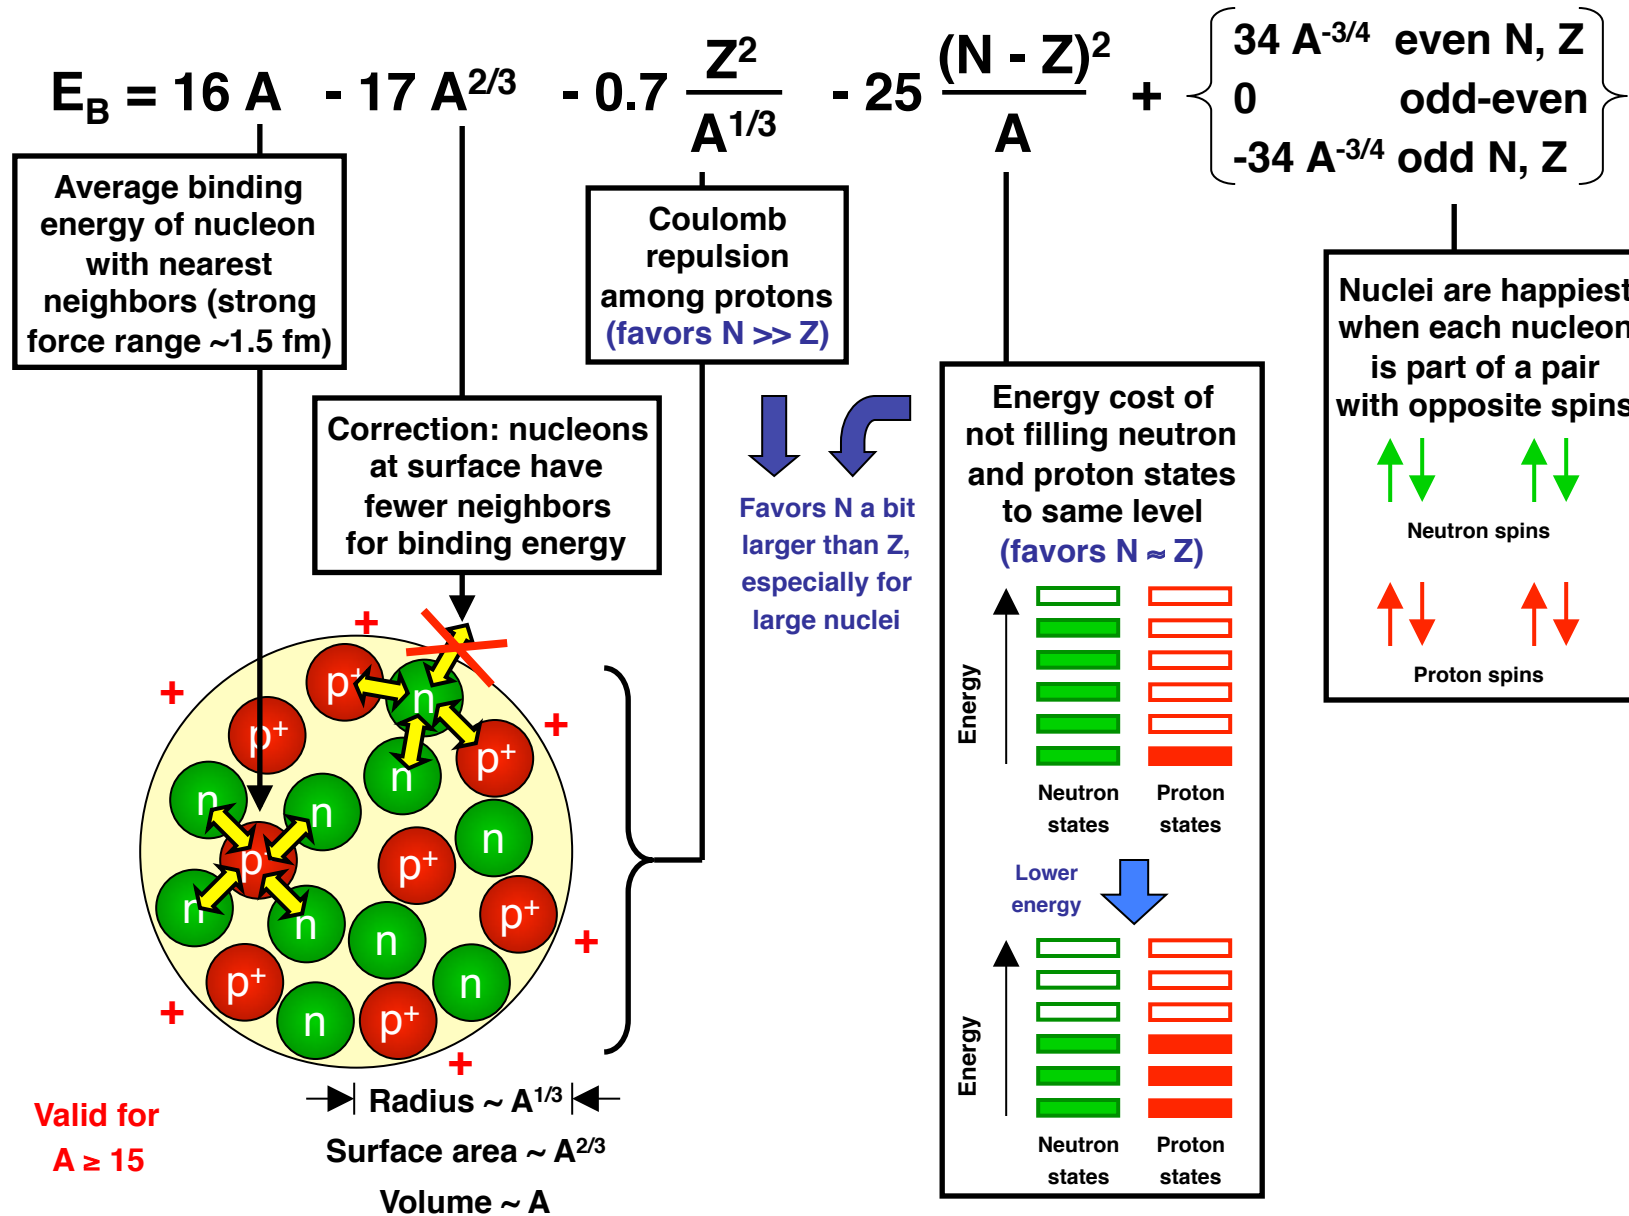 E_B = 16 A - 17 A^2/3 - 0.7 Z^2/A^1/3 - 25 (N - Z)^2/A +
34 A^-3/4 even N, Z
0 odd-even
-34 A^-3/4 odd N, Z
Average binding
energy of nucleon
with nearest
neighbors (strong
force range ~1.5 fm)
Correction: nucleons
at surface have
fewer neighbors
for binding energy
Coulomb
repulsion
among protons
(favors N >> Z)
Favors N a bit
larger than Z,
especially for
large nuclei
Energy cost of
not filling neutron
and proton states
to same level
(favors N ≈ Z)
Energy
Neutron
states
Proton
states
Lower
energy
Energy
Neutron
states
Proton
states
Nuclei are happiest
when each nucleon
is part of a pair
with opposite spins
Neutron spins
Proton spins
+
+
+
+
+
+
p+
n
p+
p+
n
n
n
n
p+
p+
n
n
p+
n
p+
n
n
p+
Radius ~ A^1/3
Surface area ~ A^2/3
Volume ~ A
Valid for
A ≥ 15